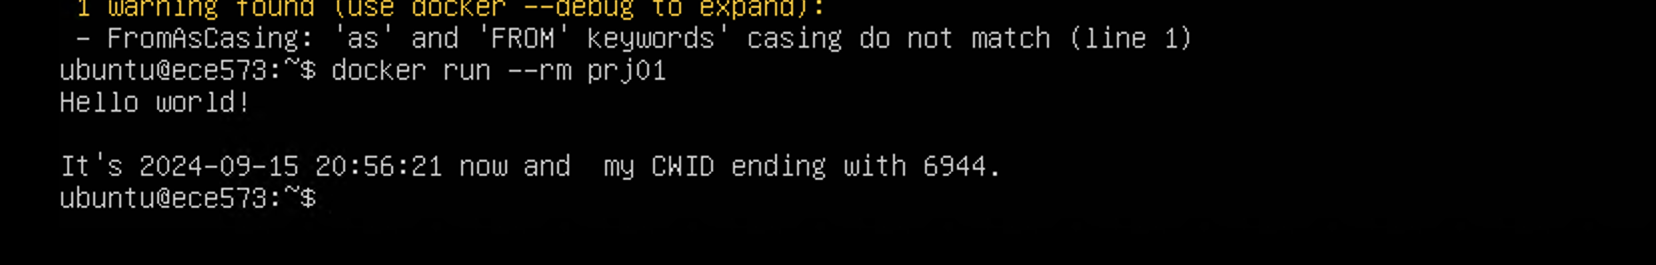 1 warning found (use docker --debug to expand):
- FromAsCasing: 'as' and 'FROM' keywords' casing do not match (line 1)
ubuntu@ece573:~$ docker run --rm prj01
Hello world!
It's 2024-09-15 20:56:21 now and  my CWID ending with 6944.
ubuntu@ece573:~$